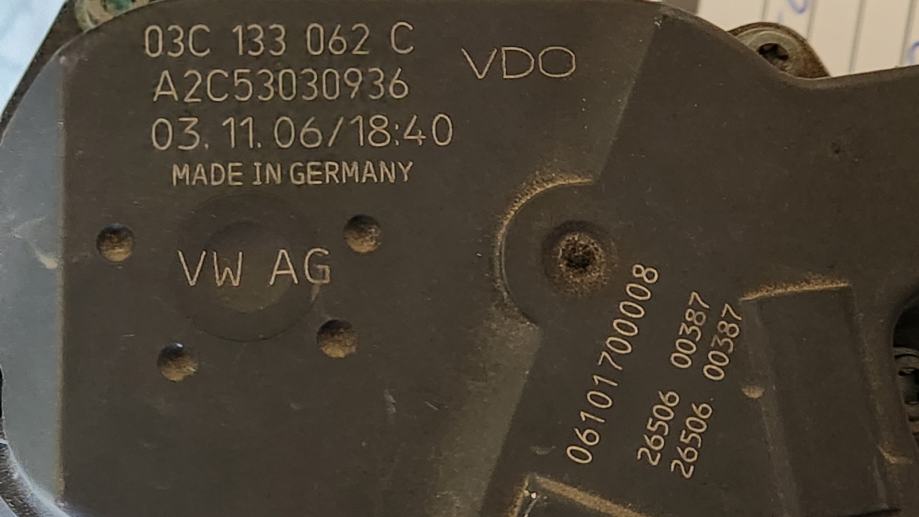 03C 133 062 C
VDO
A2C53030936
03.11.06/18:40
MADE IN GERMANY
VW AG
06101700008
26506 00387
26506 00387